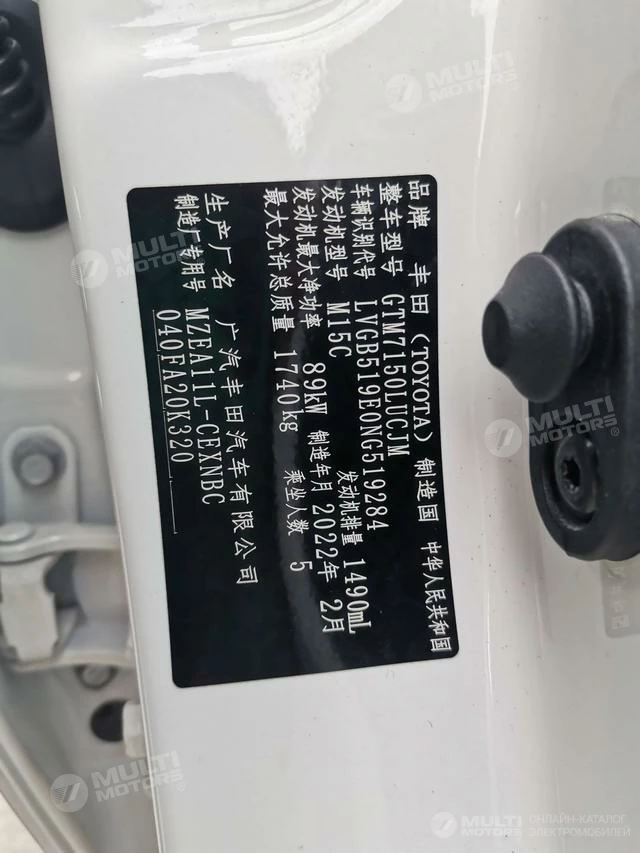 品牌 丰田 (TOYOTA) 制造国 中华人民共和国
整车型号 GTM7150LUCJM
车辆识别代号 LVGB519E0NG519284
发动机型号 M15C 发动机排量 1490mL
发动机最大净功率 89kW 制造年月 2022年 2月
最大允许总质量 1740kg 乘坐人数 5
生产厂名 广汽丰田汽车有限公司
制造厂专用号 MZEA11L-CEXNBC
040FA20K320
MULTI MOTORS
MULTI MOTORS
MULTI MOTORS
MULTI MOTORS
MULTI MOTORS
ОНЛАЙН-КАТАЛОГ
ЭЛЕКТРОМОБИЛЕЙ